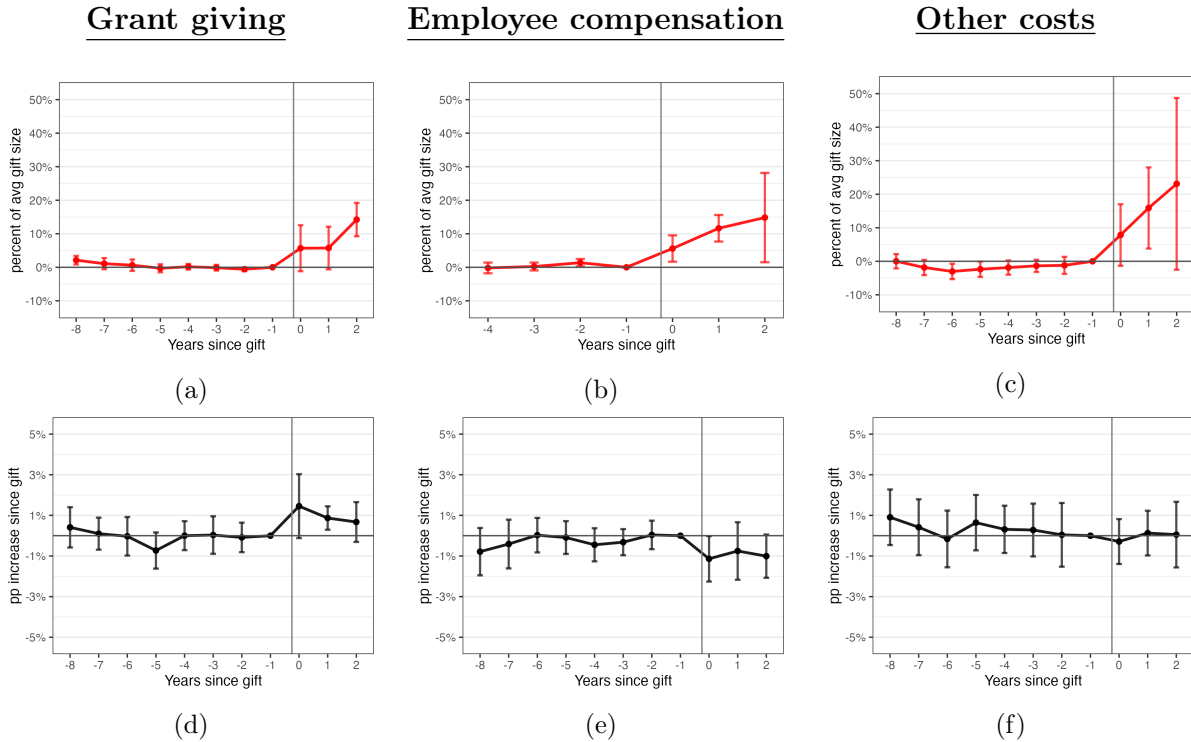 Grant giving
Employee compensation
Other costs
percent of avg gift size
50%
40%
30%
20%
10%
0%
-10%
-8 -7 -6 -5 -4 -3 -2 -1 0 1 2
Years since gift
(a)
percent of avg gift size
50%
40%
30%
20%
10%
0%
-10%
-4 -3 -2 -1 0 1 2
Years since gift
(b)
percent of avg gift size
50%
40%
30%
20%
10%
0%
-10%
-8 -7 -6 -5 -4 -3 -2 -1 0 1 2
Years since gift
(c)
pp increase since gift
5%
3%
1%
-1%
-3%
-5%
-8 -7 -6 -5 -4 -3 -2 -1 0 1 2
Years since gift
(d)
pp increase since gift
5%
3%
1%
-1%
-3%
-5%
-8 -7 -6 -5 -4 -3 -2 -1 0 1 2
Years since gift
(e)
pp increase since gift
5%
3%
1%
-1%
-3%
-5%
-8 -7 -6 -5 -4 -3 -2 -1 0 1 2
Years since gift
(f)